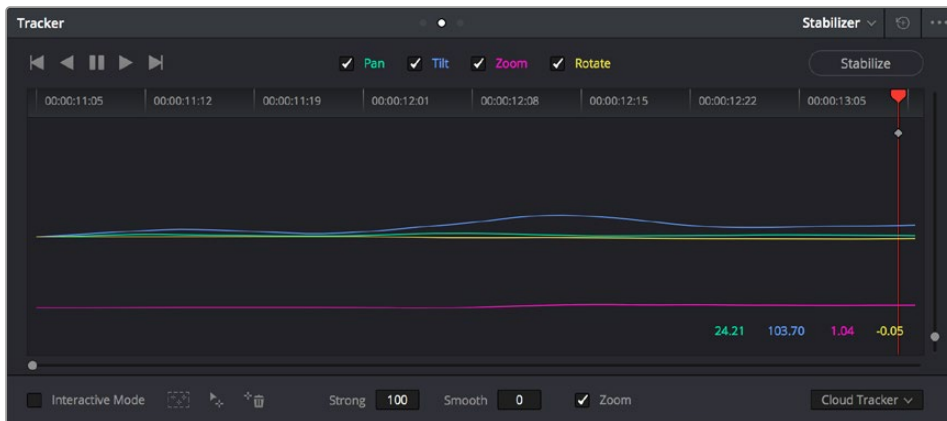 Tracker Stabilizer
Pan Tilt Zoom Rotate Stabilize
00:00:11:05 00:00:11:12 00:00:11:19 00:00:12:01 00:00:12:08 00:00:12:15 00:00:12:22 00:00:13:05
24.21 103.70 1.04 -0.05
Interactive Mode Strong 100 Smooth 0 Zoom Cloud Tracker